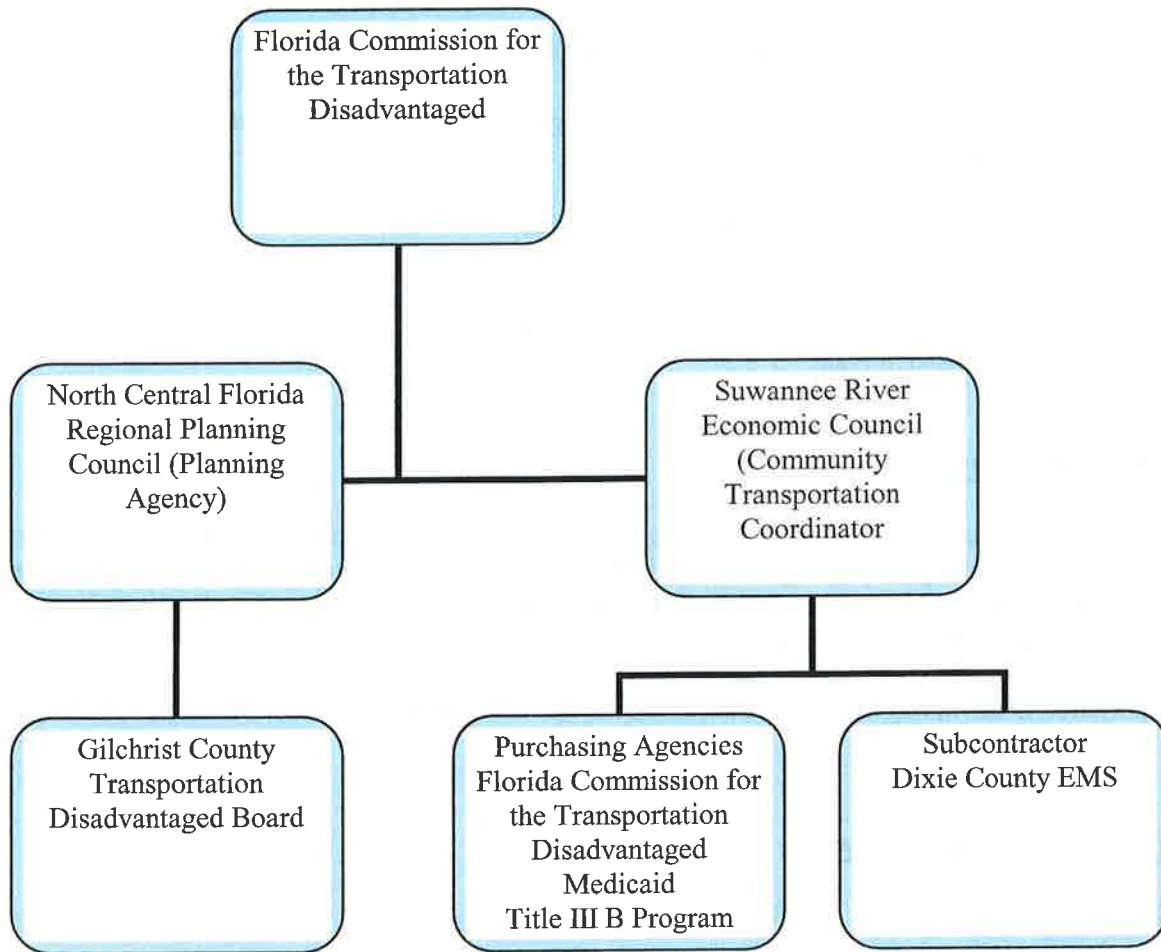 Florida Commission for
the Transportation
Disadvantaged
North Central Florida
Regional Planning
Council (Planning
Agency)
Suwannee River
Economic Council
(Community
Transportation
Coordinator
Gilchrist County
Transportation
Disadvantaged Board
Purchasing Agencies
Florida Commission for
the Transportation
Disadvantaged
Medicaid
Title III B Program
Subcontractor
Dixie County EMS